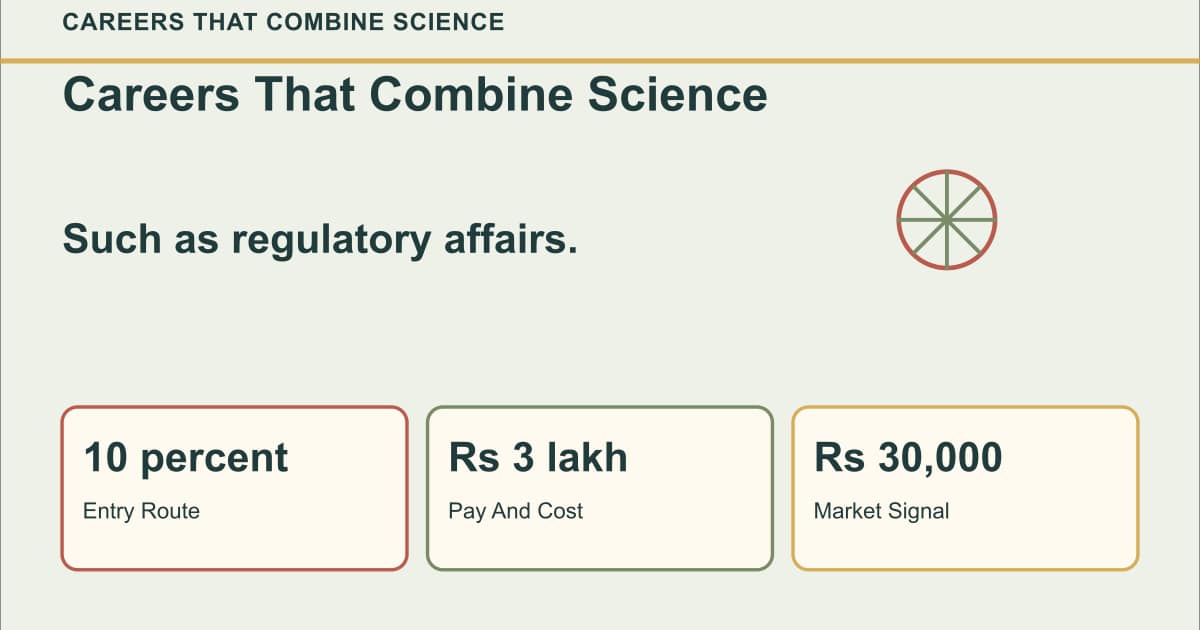 CAREERS THAT COMBINE SCIENCE
Careers That Combine Science
Such as regulatory affairs.
10 percent
Entry Route
Rs 3 lakh
Pay And Cost
Rs 30,000
Market Signal